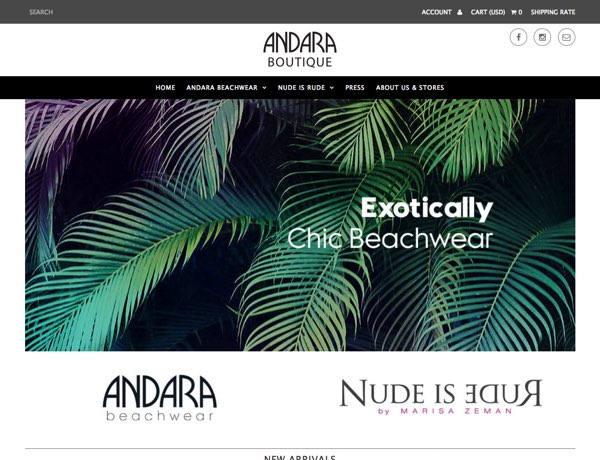 SEARCH
ACCOUNT CART (USD) 0 SHIPPING RATE
ANDARA
BOUTIQUE
HOME ANDARA BEACHWEAR NUDE IS RUDE PRESS ABOUT US & STORES
Exotically
Chic Beachwear
ANDARA
beachwear
NUDE IS RUDE
by MARISA ZEMAN
NEW ARRIVALS